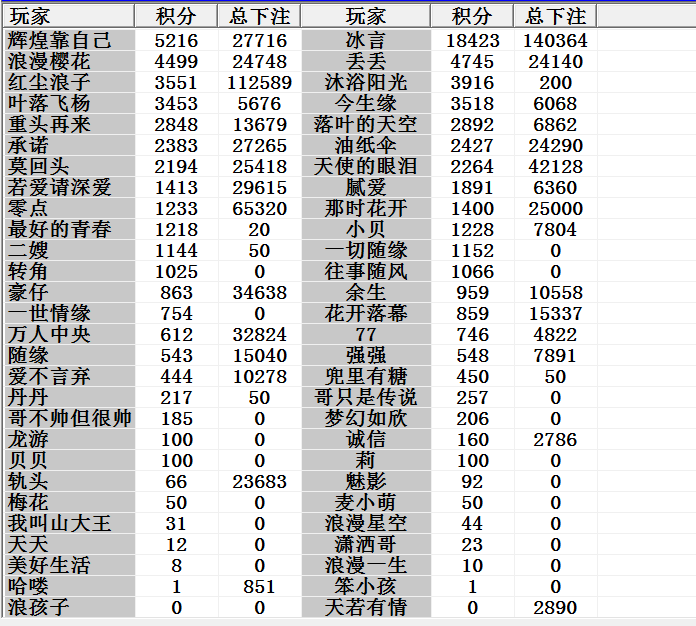 玩家 积分 总下注 玩家 积分 总下注
辉煌靠自己 5216 27716 冰言 18423 140364
浪漫樱花 4499 24748 丢丢 4745 24140
红尘浪子 3551 112589 沐浴阳光 3916 200
叶落飞杨 3453 5676 今生缘 3518 6068
重头再来 2848 13679 落叶的天空 2892 6862
承诺 2383 27265 油纸伞 2427 24290
莫回头 2194 25418 天使的眼泪 2264 42128
若爱请深爱 1413 29615 腻爱 1891 6360
零点 1233 65320 那时花开 1400 25000
最好的青春 1218 20 小贝 1228 7804
二嫂 1144 50 一切随缘 1152 0
转角 1025 0 往事随风 1066 0
豪仔 863 34638 余生 959 10558
一世情缘 754 0 花开落幕 859 15337
万人中央 612 32824 77 746 4822
随缘 543 15040 强强 548 7891
爱不言弃 444 10278 兜里有糖 450 50
丹丹 217 50 哥只是传说 257 0
哥不帅但很帅 185 0 梦幻如欣 206 0
龙游 100 0 诚信 160 2786
贝贝 100 0 莉 100 0
轨头 66 23683 魅影 92 0
梅花 50 0 麦小萌 50 0
我叫山大王 31 0 浪漫星空 44 0
天天 12 0 潇洒哥 23 0
美好生活 8 0 浪漫一生 10 0
哈喽 1 851 笨小孩 1 0
浪孩子 0 0 天若有情 0 2890